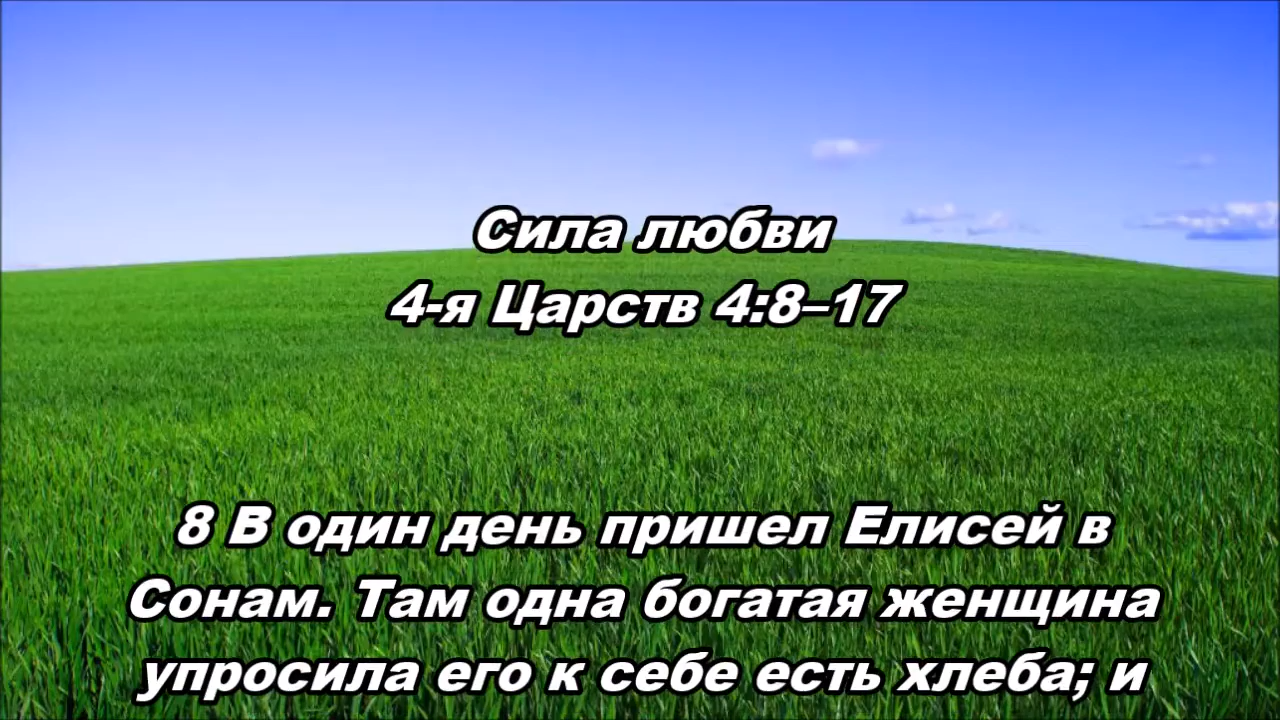 Сила любви
4-я Царств 4:8–17
8 В один день пришел Елисей в
Сонам. Там одна богатая женщина
упросила его к себе есть хлеба; и